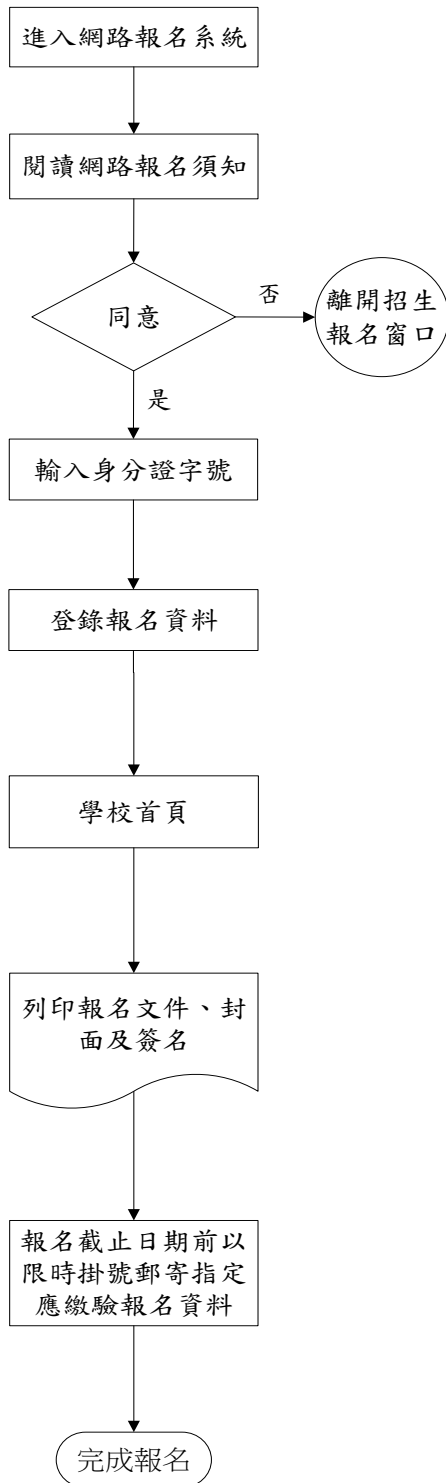 進入網路報名系統
閱讀網路報名須知
同意
否
離開招生
報名窗口
是
輸入身分證字號
登錄報名資料
學校首頁
列印報名文件、封
面及簽名
報名截止日期前以
限時掛號郵寄指定
應繳驗報名資料
完成報名